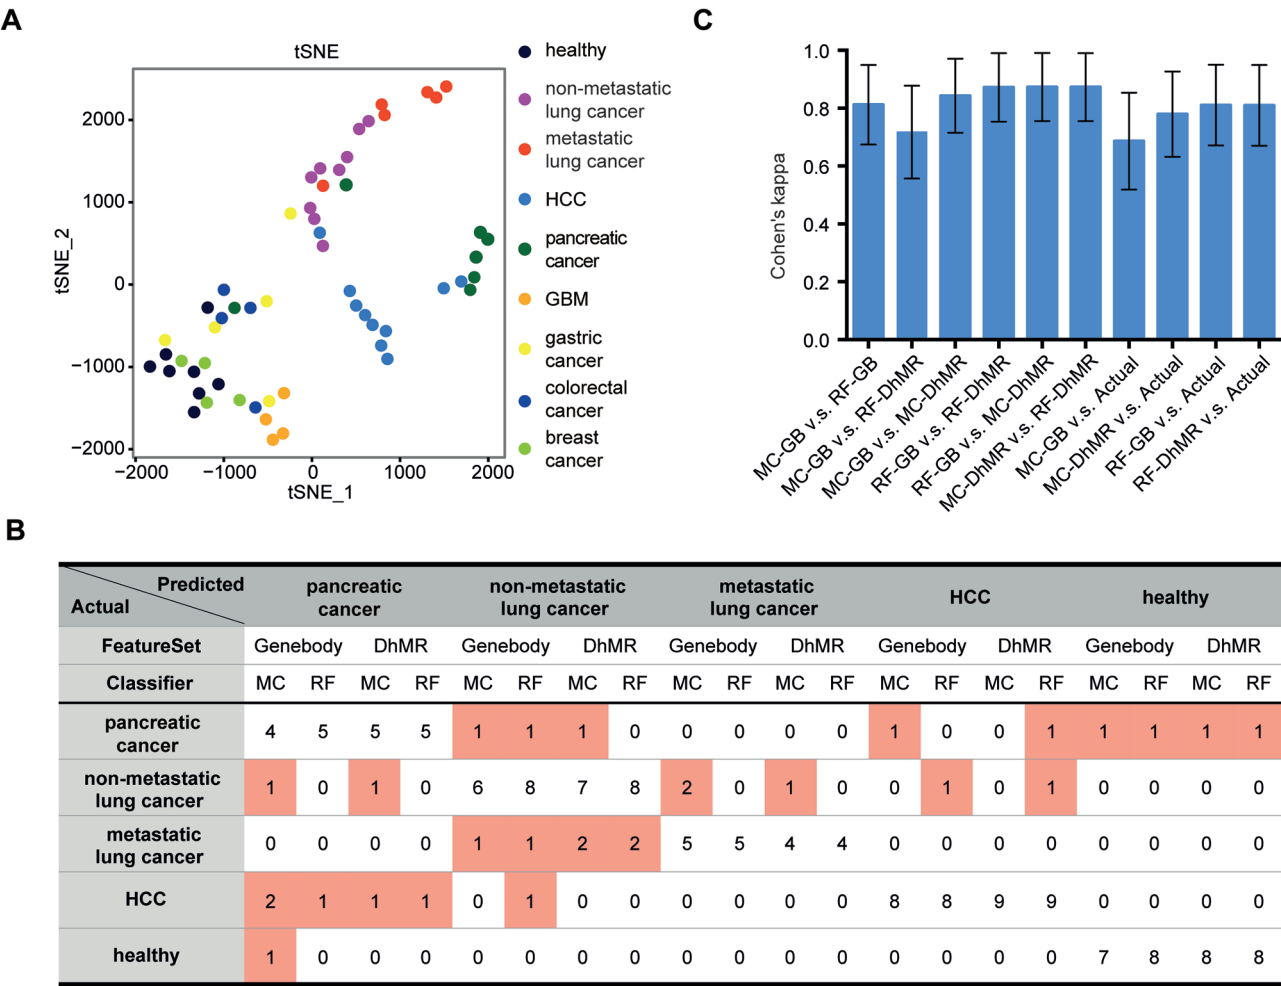 A
tSNE
tSNE_2
2000
1000
0
−1000
−2000
−2000
−1000
0
1000
2000
tSNE_1
healthy
non-metastatic
lung cancer
metastatic
lung cancer
HCC
pancreatic
cancer
GBM
gastric
cancer
colorectal
cancer
breast
cancer
C
Cohen's kappa
1.0
0.8
0.6
0.4
0.2
0.0
MC-GB v.s. RF-GB
MC-GB v.s. RF-DhMR
MC-GB v.s. MC-DhMR
RF-GB v.s. RF-DhMR
RF-GB v.s. MC-DhMR
MC-DhMR v.s. RF-DhMR
MC-GB v.s. Actual
MC-DhMR v.s. Actual
RF-GB v.s. Actual
RF-DhMR v.s. Actual
B
Predicted
Actual
pancreatic
cancer
non-metastatic
lung cancer
metastatic
lung cancer
HCC
healthy
FeatureSet Genebody DhMR Genebody DhMR Genebody DhMR Genebody DhMR Genebody DhMR
Classifier MC RF MC RF MC RF MC RF MC RF MC RF MC RF MC RF MC RF MC RF
pancreatic
cancer
4 5 5 5 1 1 1 0 0 0 0 0 1 0 0 1 1 1 1 1
non-metastatic
lung cancer
1 0 1 0 6 8 7 8 2 0 1 0 0 1 0 1 0 0 0 0
metastatic
lung cancer
0 0 0 0 1 1 2 2 5 5 4 4 0 0 0 0 0 0 0 0
HCC 2 1 1 1 0 1 0 0 0 0 0 0 8 8 9 9 0 0 0 0
healthy 1 0 0 0 0 0 0 0 0 0 0 0 0 0 0 0 7 8 8 8